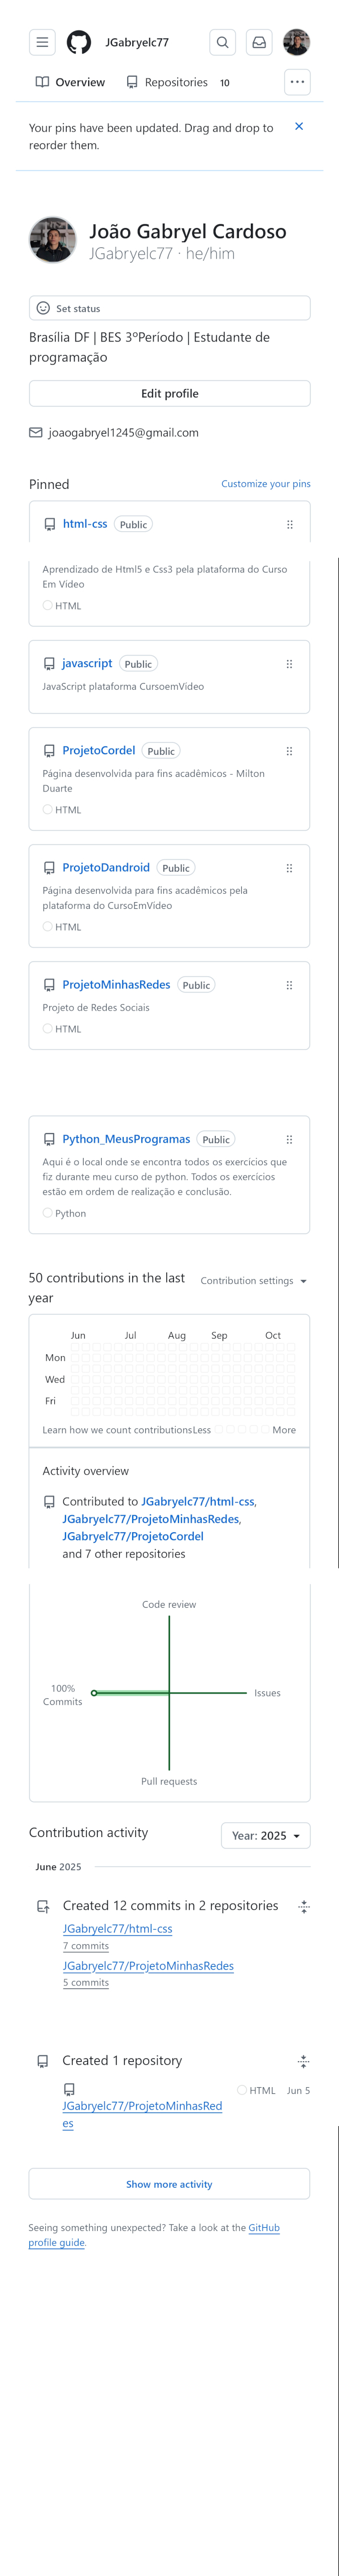 JGabryelc77
Overview
Repositories 10
Your pins have been updated. Drag and drop to
reorder them.
João Gabryel Cardoso
JGabryelc77 · he/him
Set status
Brasília DF | BES 3ºPeríodo | Estudante de
programação
Edit profile
joaogabryel1245@gmail.com
Pinned
Customize your pins
html-css Public
Aprendizado de Html5 e Css3 pela plataforma do Curso
Em Vídeo
HTML
javascript Public
JavaScript plataforma CursoemVídeo
ProjetoCordel Public
Página desenvolvida para fins acadêmicos - Milton
Duarte
HTML
ProjetoDandroid Public
Página desenvolvida para fins acadêmicos pela
plataforma do CursoEmVídeo
HTML
ProjetoMinhasRedes Public
Projeto de Redes Sociais
HTML
Python_MeusProgramas Public
Aqui é o local onde se encontra todos os exercícios que
fiz durante meu curso de python. Todos os exercícios
estão em ordem de realização e conclusão.
Python
50 contributions in the last
year
Contribution settings
Jun Jul Aug Sep Oct
Mon
Wed
Fri
Learn how we count contributions Less More
Activity overview
Contributed to JGabryelc77/html-css,
JGabryelc77/ProjetoMinhasRedes,
JGabryelc77/ProjetoCordel
and 7 other repositories
Code review
100%
Commits
Issues
Pull requests
Contribution activity
Year: 2025
June 2025
Created 12 commits in 2 repositories
JGabryelc77/html-css
7 commits
JGabryelc77/ProjetoMinhasRedes
5 commits
Created 1 repository
JGabryelc77/ProjetoMinhasRed
es
HTML Jun 5
Show more activity
Seeing something unexpected? Take a look at the GitHub
profile guide.